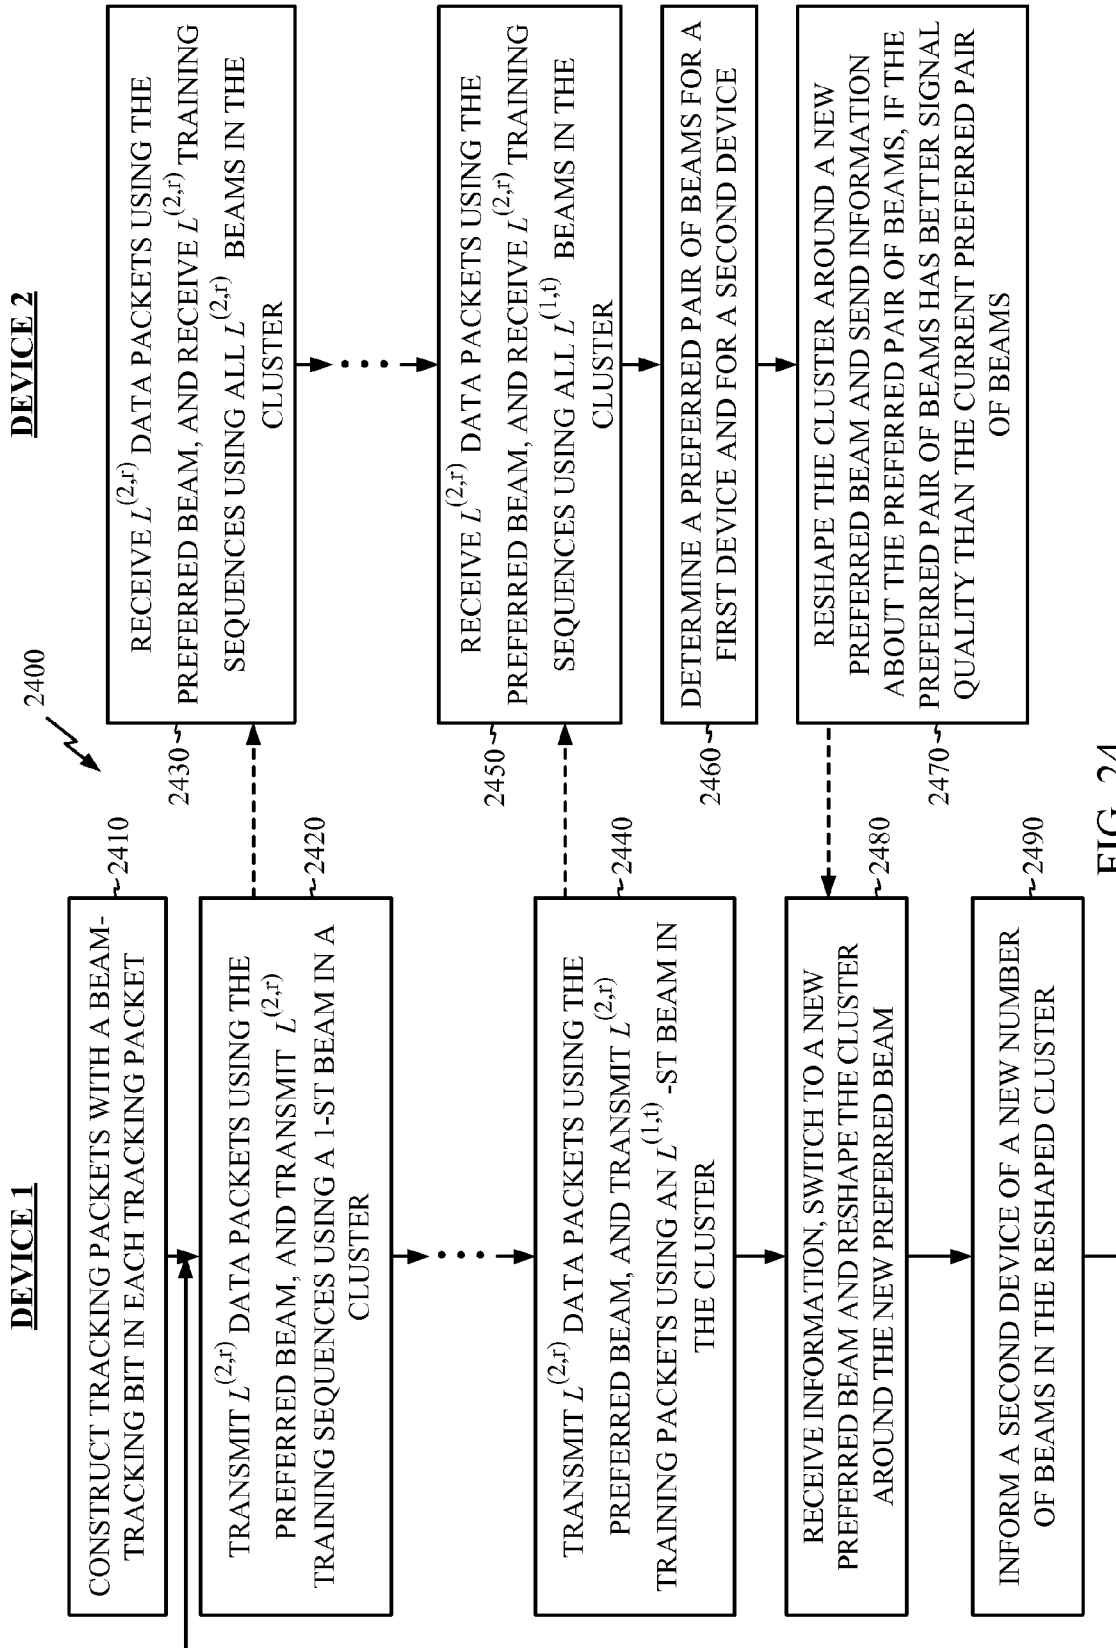 DEVICE 1
CONSTRUCT TRACKING PACKETS WITH A BEAM-
TRACKING BIT IN EACH TRACKING PACKET
2410
TRANSMIT L^(2,r) DATA PACKETS USING THE
PREFERRED BEAM, AND TRANSMIT L^(2,r)
TRAINING SEQUENCES USING A 1-ST BEAM IN A
CLUSTER
2420
TRANSMIT L^(2,r) DATA PACKETS USING THE
PREFERRED BEAM, AND TRANSMIT L^(2,r)
TRAINING PACKETS USING AN L^(1,t) -ST BEAM IN
THE CLUSTER
2440
RECEIVE INFORMATION, SWITCH TO A NEW
PREFERRED BEAM AND RESHAPE THE CLUSTER
AROUND THE NEW PREFERRED BEAM
2480
INFORM A SECOND DEVICE OF A NEW NUMBER
OF BEAMS IN THE RESHAPED CLUSTER
2490
2400
DEVICE 2
RECEIVE L^(2,r) DATA PACKETS USING THE
PREFERRED BEAM, AND RECEIVE L^(2,r) TRAINING
SEQUENCES USING ALL L^(2,r) BEAMS IN THE
CLUSTER
2430
RECEIVE L^(2,r) DATA PACKETS USING THE
PREFERRED BEAM, AND RECEIVE L^(2,r) TRAINING
SEQUENCES USING ALL L^(1,t) BEAMS IN THE
CLUSTER
2450
DETERMINE A PREFERRED PAIR OF BEAMS FOR A
FIRST DEVICE AND FOR A SECOND DEVICE
2460
RESHAPE THE CLUSTER AROUND A NEW
PREFERRED BEAM AND SEND INFORMATION
ABOUT THE PREFERRED PAIR OF BEAMS, IF THE
PREFERRED PAIR OF BEAMS HAS BETTER SIGNAL
QUALITY THAN THE CURRENT PREFERRED PAIR
OF BEAMS
2470
FIG. 24